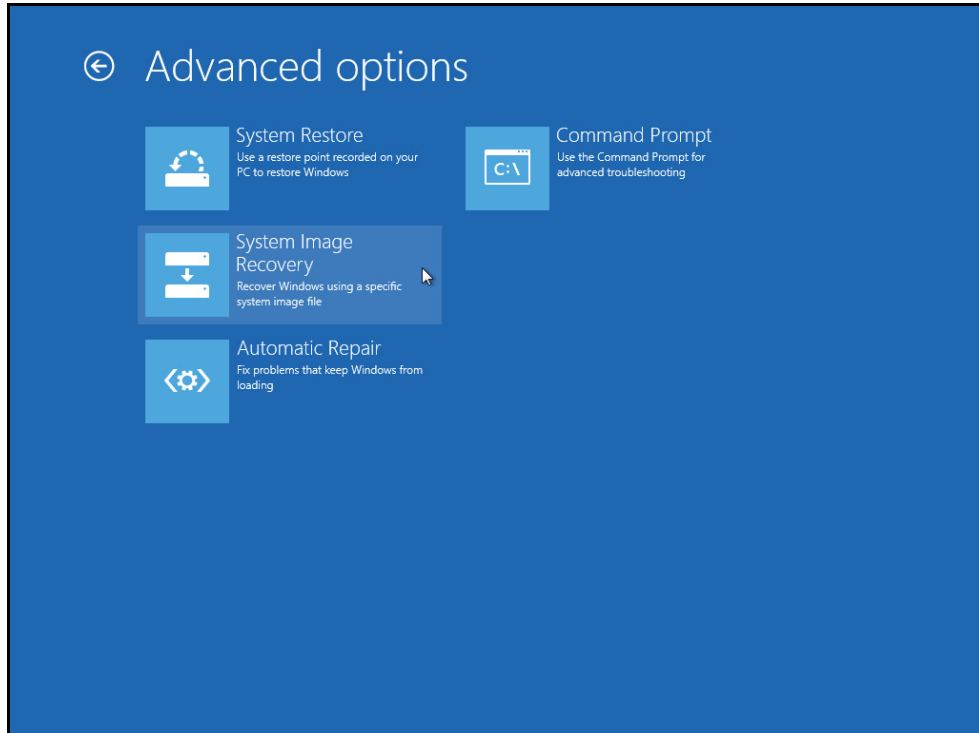 Advanced options
System Restore
Use a restore point recorded on your
PC to restore Windows
System Image
Recovery
Recover Windows using a specific
system image file
Automatic Repair
Fix problems that keep Windows from
loading
Command Prompt
Use the Command Prompt for
advanced troubleshooting
C:\